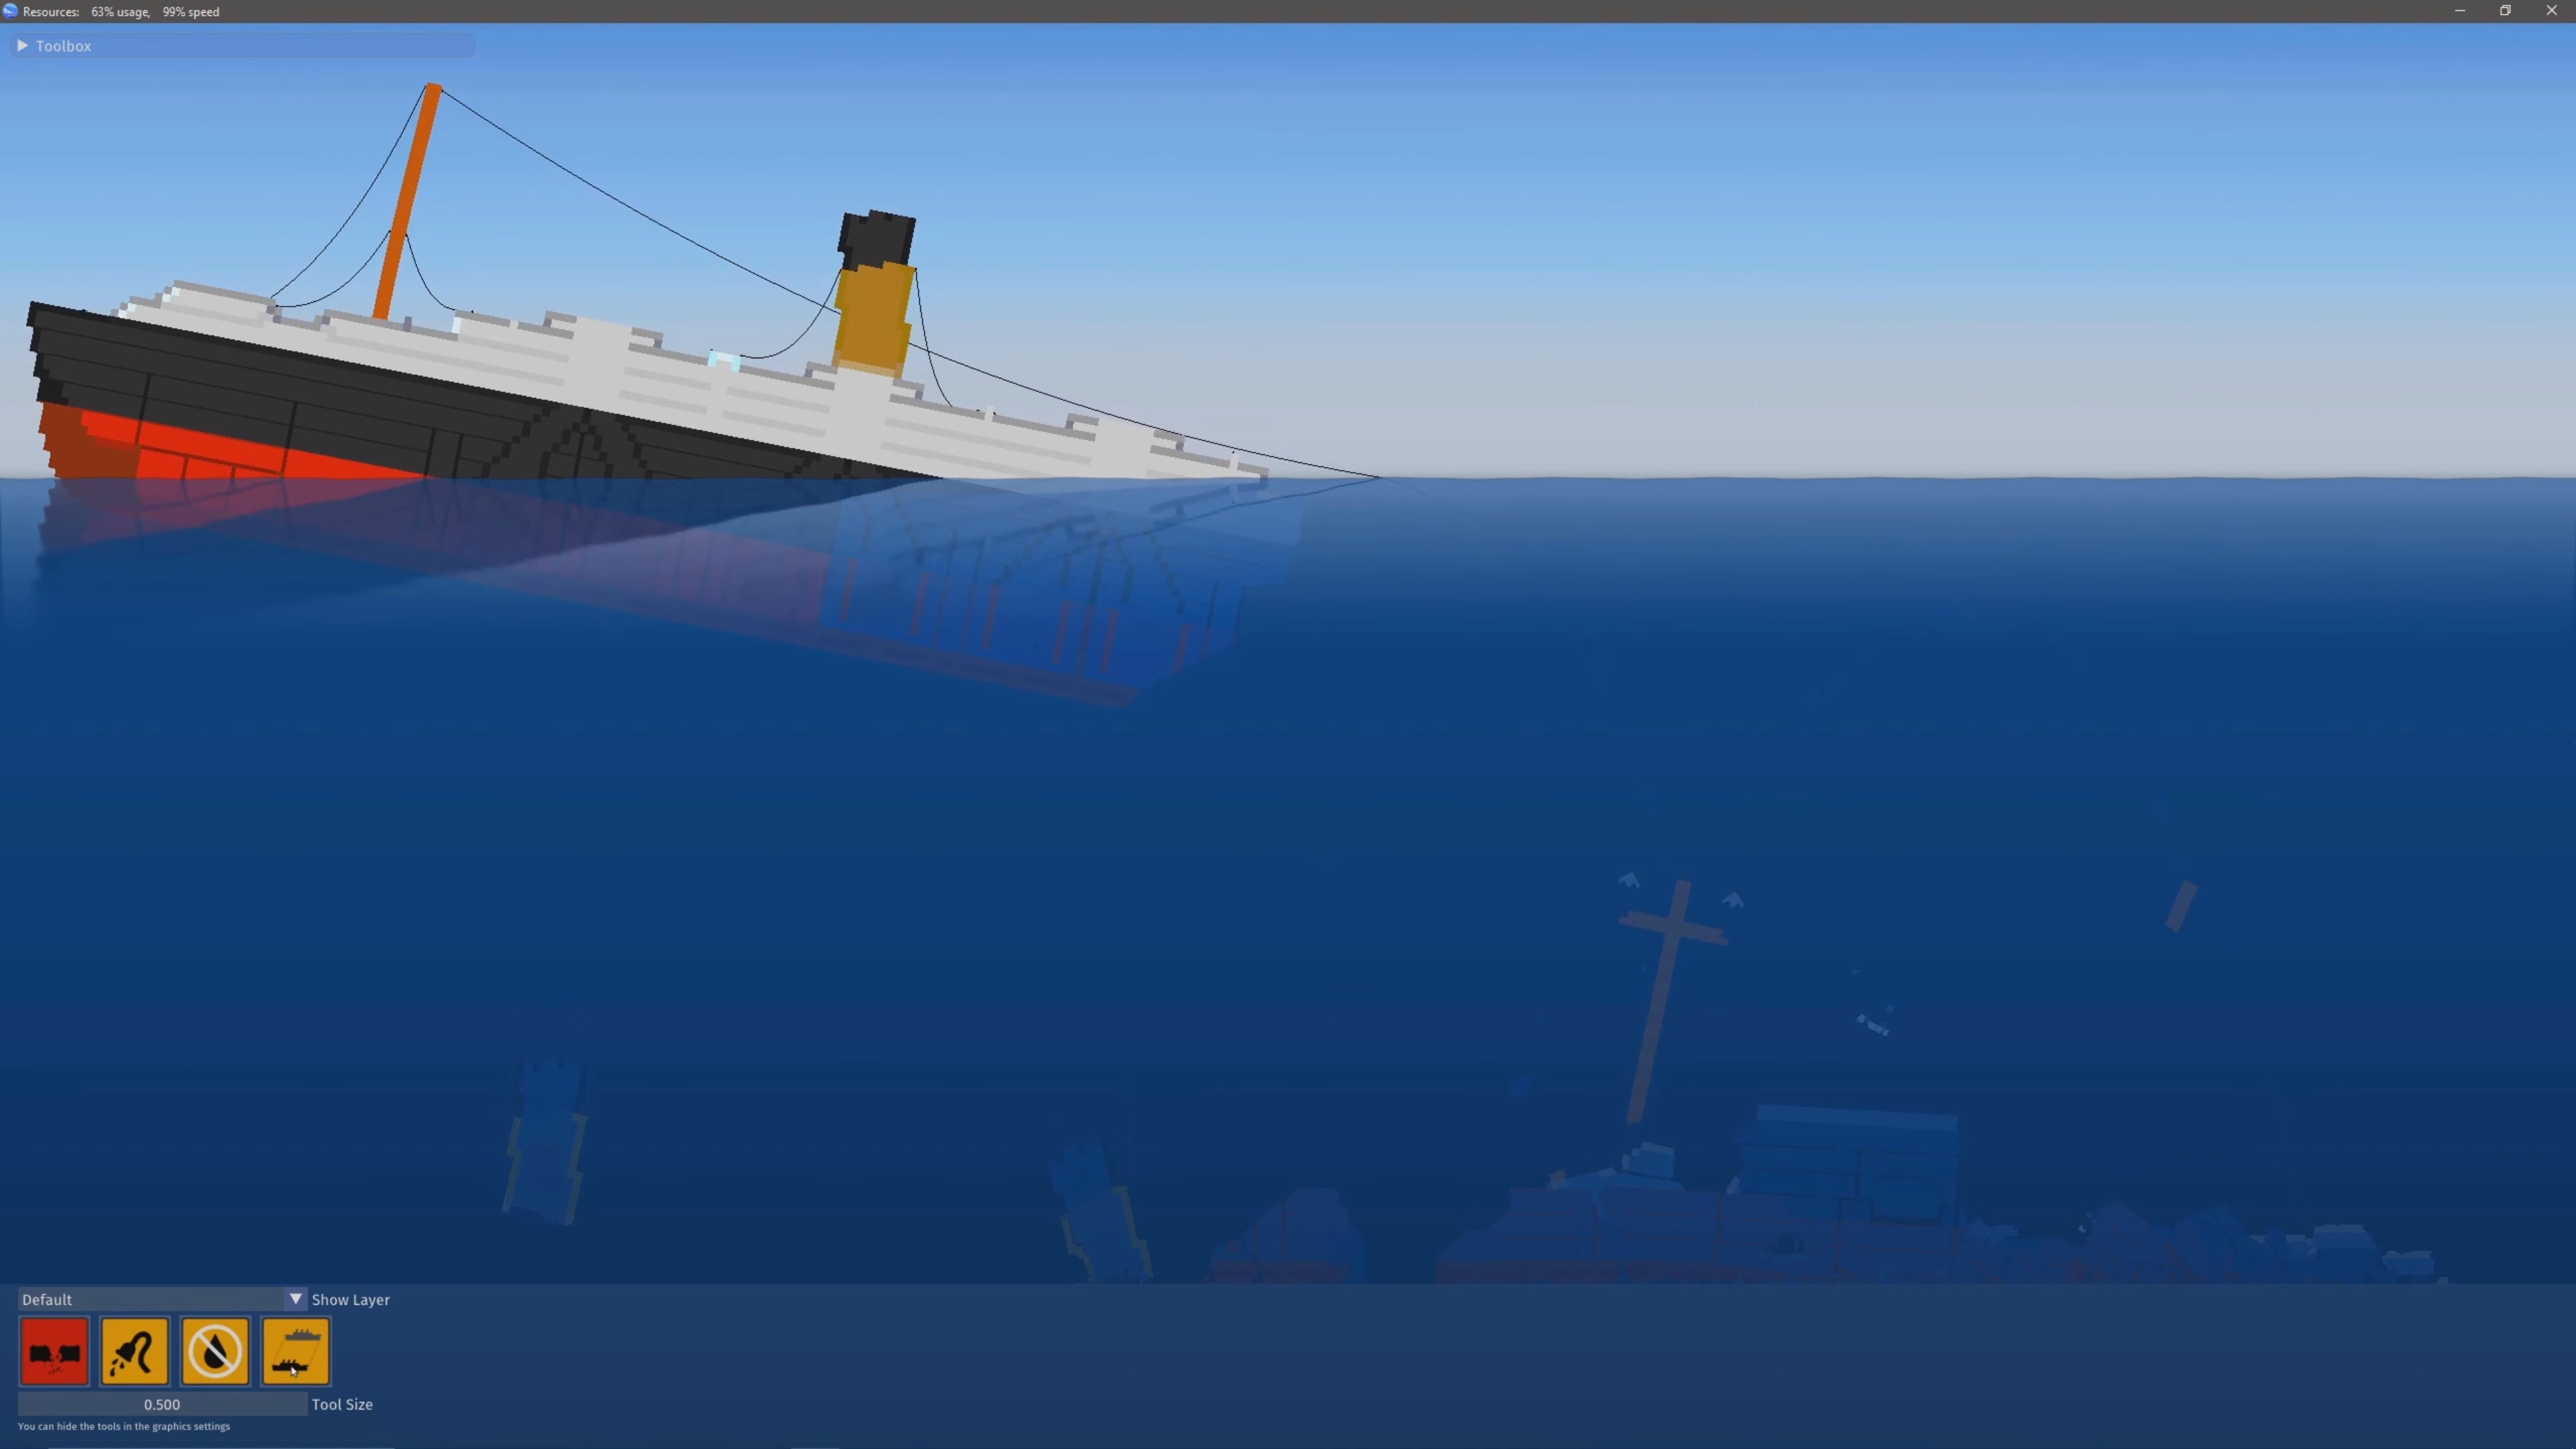 Resources: 63% usage, 99% speed
Toolbox
Default
Show Layer
0.500
Tool Size
You can hide the tools in the graphics settings